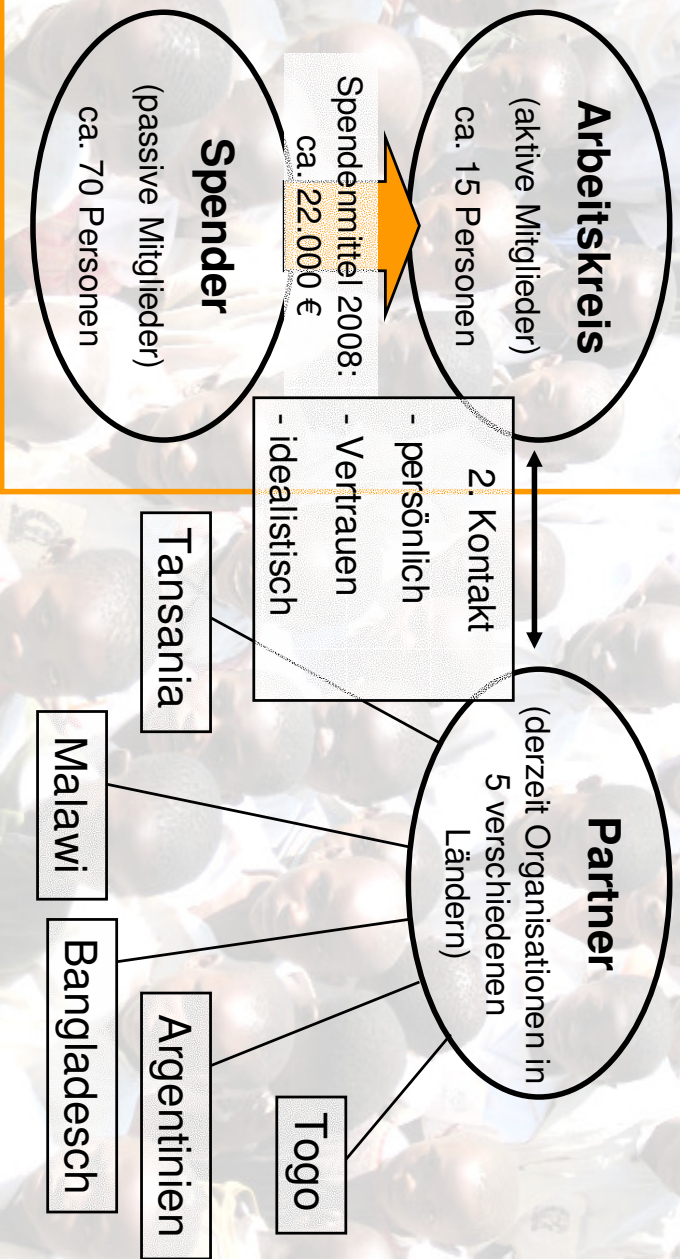 Arbeitskreis
(aktive Mitglieder)
ca. 15 Personen
Spendenmittel 2008:
ca. 22.000 €
Spender
(passive Mitglieder)
ca. 70 Personen
2. Kontakt
- persönlich
- Vertrauen
- idealistisch
Partner
(derzeit Organisationen in
5 verschiedenen
Ländern)
Tansania
Malawi
Bangladesch
Argentinien
Togo